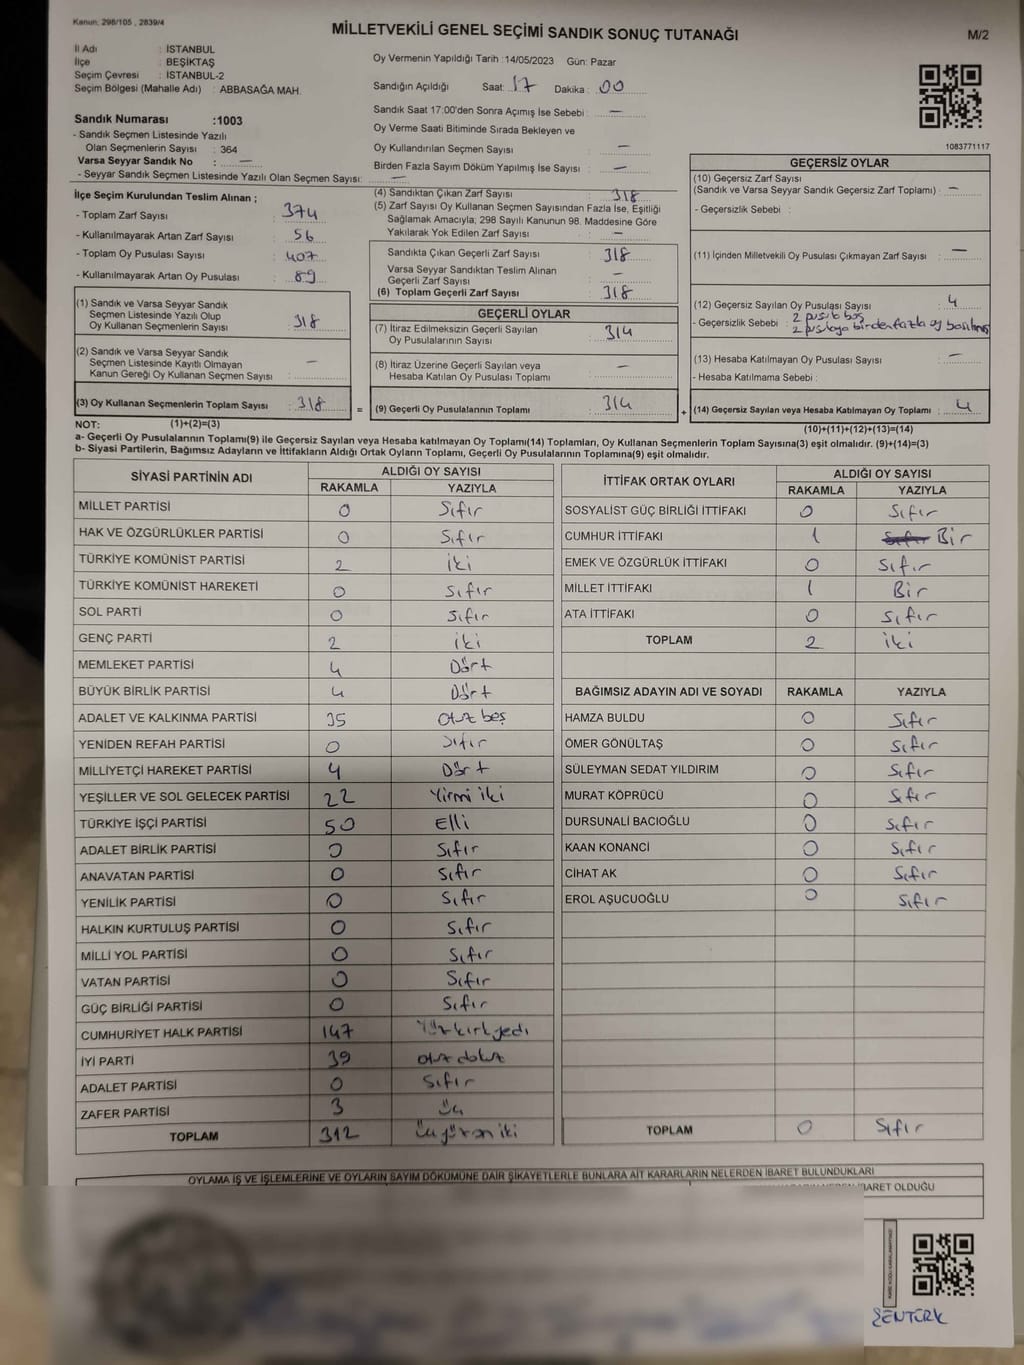 Kanun: 298/105 , 2839/4
MİLLETVEKİLİ GENEL SEÇİMİ SANDIK SONUÇ TUTANAĞI
M/2
İl Adı : İSTANBUL
İlçe : BEŞİKTAŞ
Seçim Çevresi : İSTANBUL-2
Seçim Bölgesi (Mahalle Adı) : ABBASAĞA MAH.
Oy Vermenin Yapıldığı Tarih :14/05/2023 Gün: Pazar
Sandığın Açıldığı Saat: 17 Dakika: 00
Sandık Saat 17:00'den Sonra Açılmış İse Sebebi : —
Oy Verme Saati Bitiminde Sırada Bekleyen ve
Oy Kullandırılan Seçmen Sayısı : —
Birden Fazla Sayım Döküm Yapılmış İse Sayısı : —
1083771117
Sandık Numarası :1003
- Sandık Seçmen Listesinde Yazılı
Olan Seçmenlerin Sayısı : 364
Varsa Seyyar Sandık No : —
- Seyyar Sandık Seçmen Listesinde Yazılı Olan Seçmen Sayısı: —
İlçe Seçim Kurulundan Teslim Alınan ;
- Toplam Zarf Sayısı : 374
- Kullanılmayarak Artan Zarf Sayısı : 56
- Toplam Oy Pusulası Sayısı : 407
- Kullanılmayarak Artan Oy Pusulası : 89
(1) Sandık ve Varsa Seyyar Sandık
Seçmen Listesinde Yazılı Olup
Oy Kullanan Seçmenlerin Sayısı : 318
(2) Sandık ve Varsa Seyyar Sandık
Seçmen Listesinde Kayıtlı Olmayan
Kanun Gereği Oy Kullanan Seçmen Sayısı : —
(3) Oy Kullanan Seçmenlerin Toplam Sayısı : 318
(4) Sandıktan Çıkan Zarf Sayısı : 318
(5) Zarf Sayısı Oy Kullanan Seçmen Sayısından Fazla İse, Eşitliği
Sağlamak Amacıyla; 298 Sayılı Kanunun 98. Maddesine Göre
Yakılarak Yok Edilen Zarf Sayısı : —
Sandıkta Çıkan Geçerli Zarf Sayısı : 318
Varsa Seyyar Sandıktan Teslim Alınan
Geçerli Zarf Sayısı : —
(6) Toplam Geçerli Zarf Sayısı : 318
GEÇERLİ OYLAR
(7) İtiraz Edilmeksizin Geçerli Sayılan
Oy Pusulalarının Sayısı : 314
(8) İtiraz Üzerine Geçerli Sayılan veya
Hesaba Katılan Oy Pusulası Toplamı : —
= (9) Geçerli Oy Pusulalarının Toplamı : 314
GEÇERSİZ OYLAR
(10) Geçersiz Zarf Sayısı
(Sandık ve Varsa Seyyar Sandık Geçersiz Zarf Toplamı) : —
- Geçersizlik Sebebi :
(11) İçinden Milletvekili Oy Pusulası Çıkmayan Zarf Sayısı : —
(12) Geçersiz Sayılan Oy Pusulası Sayısı : 4
- Geçersizlik Sebebi : 2 pusula boş
2 pusulaya birden fazla oy basılmış
(13) Hesaba Katılmayan Oy Pusulası Sayısı : —
- Hesaba Katılmama Sebebi :
+ (14) Geçersiz Sayılan veya Hesaba Katılmayan Oy Toplamı : 4
NOT: (1)+(2)=(3)
(10)+(11)+(12)+(13)=(14)
a- Geçerli Oy Pusulalarının Toplamı(9) ile Geçersiz Sayılan veya Hesaba katılmayan Oy Toplamı(14) Toplamları, Oy Kullanan Seçmenlerin Toplam Sayısına(3) eşit olmalıdır. (9)+(14)=(3)
b- Siyasi Partilerin, Bağımsız Adayların ve İttifakların Aldığı Ortak Oyların Toplamı, Geçerli Oy Pusulalarının Toplamına(9) eşit olmalıdır.
SİYASİ PARTİNİN ADI ALDIĞI OY SAYISI
RAKAMLA YAZIYLA
MİLLET PARTİSİ 0 Sıfır
HAK VE ÖZGÜRLÜKLER PARTİSİ 0 Sıfır
TÜRKİYE KOMÜNİST PARTİSİ 2 iki
TÜRKİYE KOMÜNİST HAREKETİ 0 Sıfır
SOL PARTİ 0 Sıfır
GENÇ PARTİ 2 iki
MEMLEKET PARTİSİ 4 Dört
BÜYÜK BİRLİK PARTİSİ 4 Dört
ADALET VE KALKINMA PARTİSİ 35 otuz beş
YENİDEN REFAH PARTİSİ 0 Sıfır
MİLLİYETÇİ HAREKET PARTİSİ 4 Dört
YEŞİLLER VE SOL GELECEK PARTİSİ 22 Yirmi iki
TÜRKİYE İŞÇİ PARTİSİ 50 Elli
ADALET BİRLİK PARTİSİ 0 Sıfır
ANAVATAN PARTİSİ 0 Sıfır
YENİLİK PARTİSİ 0 Sıfır
HALKIN KURTULUŞ PARTİSİ 0 Sıfır
MİLLİ YOL PARTİSİ 0 Sıfır
VATAN PARTİSİ 0 Sıfır
GÜÇ BİRLİĞİ PARTİSİ 0 Sıfır
CUMHURİYET HALK PARTİSİ 147 Yüz kırk yedi
İYİ PARTİ 39 otuz dokuz
ADALET PARTİSİ 0 Sıfır
ZAFER PARTİSİ 3 üç
TOPLAM 312 üçyüzon iki
İTTİFAK ORTAK OYLARI ALDIĞI OY SAYISI
RAKAMLA YAZIYLA
SOSYALİST GÜÇ BİRLİĞİ İTTİFAKI 0 Sıfır
CUMHUR İTTİFAKI 1 Sıfır Bir
EMEK VE ÖZGÜRLÜK İTTİFAKI 0 Sıfır
MİLLET İTTİFAKI 1 Bir
ATA İTTİFAKI 0 Sıfır
TOPLAM 2 iki
BAĞIMSIZ ADAYIN ADI VE SOYADI RAKAMLA YAZIYLA
HAMZA BULDU 0 Sıfır
ÖMER GÖNÜLTAŞ 0 Sıfır
SÜLEYMAN SEDAT YILDIRIM 0 Sıfır
MURAT KÖPRÜCÜ 0 Sıfır
DURSUNALİ BACIOĞLU 0 Sıfır
KAAN KONANCİ 0 Sıfır
CİHAT AK 0 Sıfır
EROL AŞUCUOĞLU 0 Sıfır
TOPLAM 0 Sıfır
OYLAMA İŞ VE İŞLEMLERİNE VE OYLARIN SAYIM DÖKÜMÜNE DAİR ŞİKAYETLERLE BUNLARA AİT KARARLARIN NELERDEN İBARET BULUNDUKLARI
İBARET OLDUĞU
ŞENTÜRK